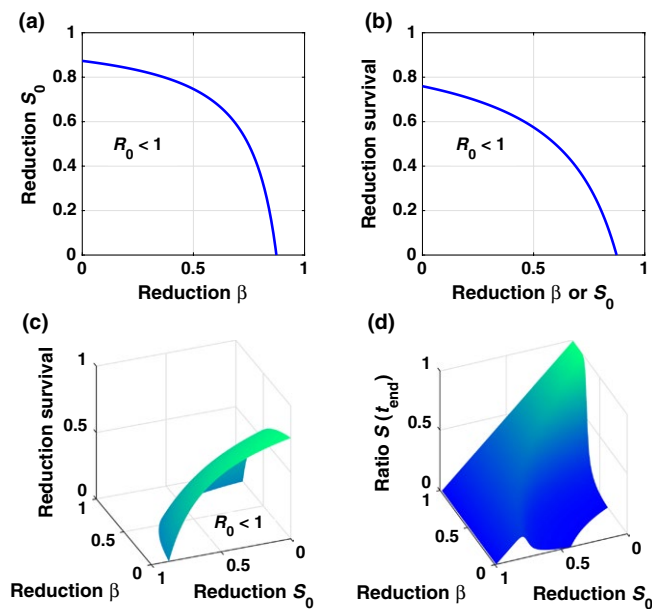 (a)
1
0.8
0.6
0.4
0.2
0
Reduction S0
R0 < 1
0
0.5
1
Reduction β
(b)
1
0.8
0.6
0.4
0.2
0
Reduction survival
R0 < 1
0
0.5
1
Reduction β or S0
(c)
1
0.5
0
Reduction survival
1
0.5
0
Reduction β
R0 < 1
1
0.5
0
Reduction S0
(d)
1
0.5
0
Ratio S (tend)
1
0.5
0
Reduction β
1
0.5
0
Reduction S0